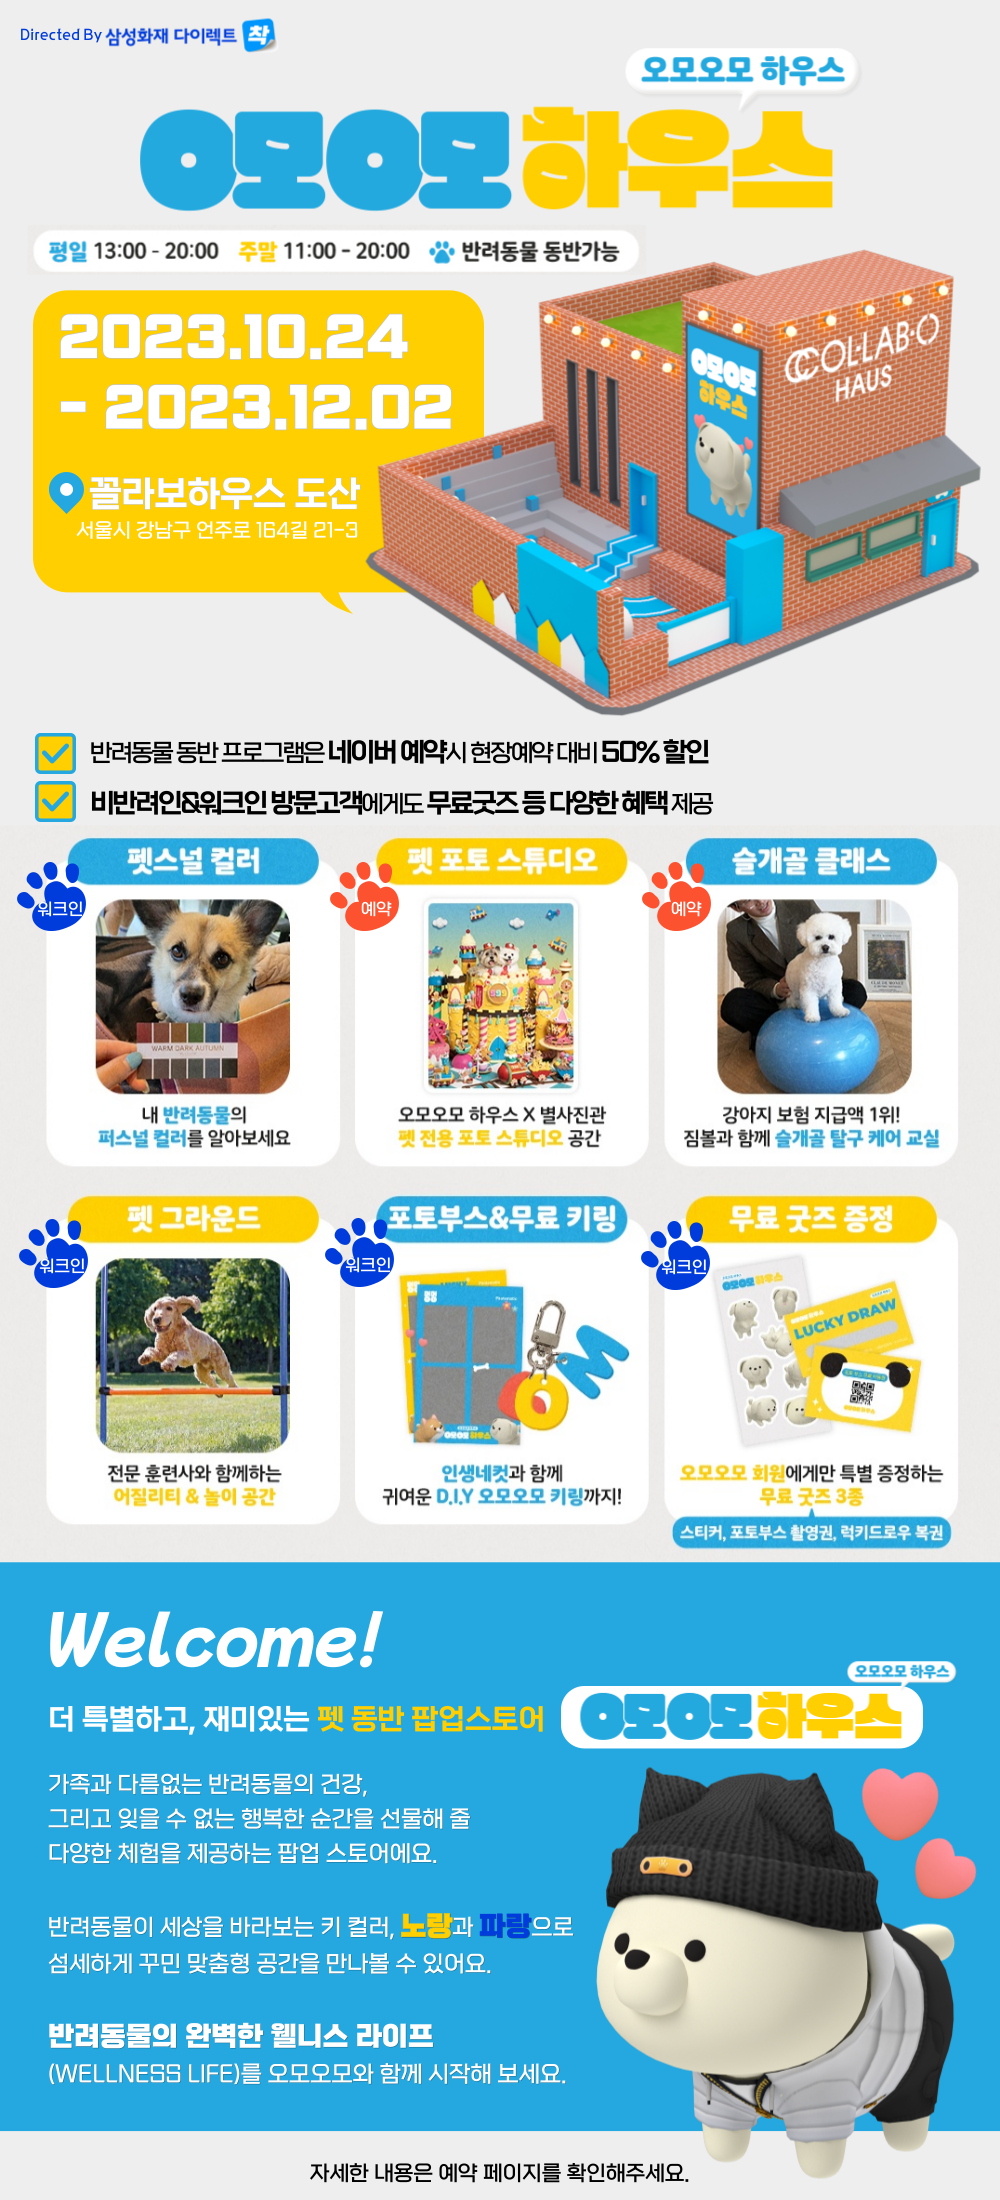 Directed By 삼성화재 다이렉트 착
오모오모 하우스
오모오모 하우스
평일 13:00 - 20:00 주말 11:00 - 20:00 반려동물 동반가능
2023.10.24
- 2023.12.02
꼴라보하우스 도산
서울시 강남구 언주로 164길 21-3
COL·LAB·O
HAUS
오모오모
하우스
반려동물 동반 프로그램은 네이버 예약시 현장예약 대비 50% 할인
비반려인&워크인 방문고객에게도 무료굿즈 등 다양한 혜택 제공
펫스널 컬러
워크인
WARM DARK AUTUMN
내 반려동물의
퍼스널 컬러를 알아보세요
펫 포토 스튜디오
예약
오모오모 하우스 X 별사진관
펫 전용 포토 스튜디오 공간
슬개골 클래스
예약
강아지 보험 지급액 1위!
짐볼과 함께 슬개골 탈구 케어 교실
펫 그라운드
워크인
전문 훈련사와 함께하는
어질리티 & 놀이 공간
포토부스&무료 키링
워크인
오모오모 하우스
인생네컷과 함께
귀여운 D.I.Y 오모오모 키링까지!
무료 굿즈 증정
워크인
오모오모 하우스
LUCKY DRAW
오모오모 회원에게만 특별 증정하는
무료 굿즈 3종
스티커, 포토부스 촬영권, 럭키드로우 복권
Welcome!
더 특별하고, 재미있는 펫 동반 팝업스토어
오모오모 하우스
오모오모 하우스
가족과 다름없는 반려동물의 건강,
그리고 잊을 수 없는 행복한 순간을 선물해 줄
다양한 체험을 제공하는 팝업 스토어에요.
반려동물이 세상을 바라보는 키 컬러, 노랑과 파랑으로
섬세하게 꾸민 맞춤형 공간을 만나볼 수 있어요.
반려동물의 완벽한 웰니스 라이프
(WELLNESS LIFE)를 오모오모와 함께 시작해 보세요.
자세한 내용은 예약 페이지를 확인해주세요.